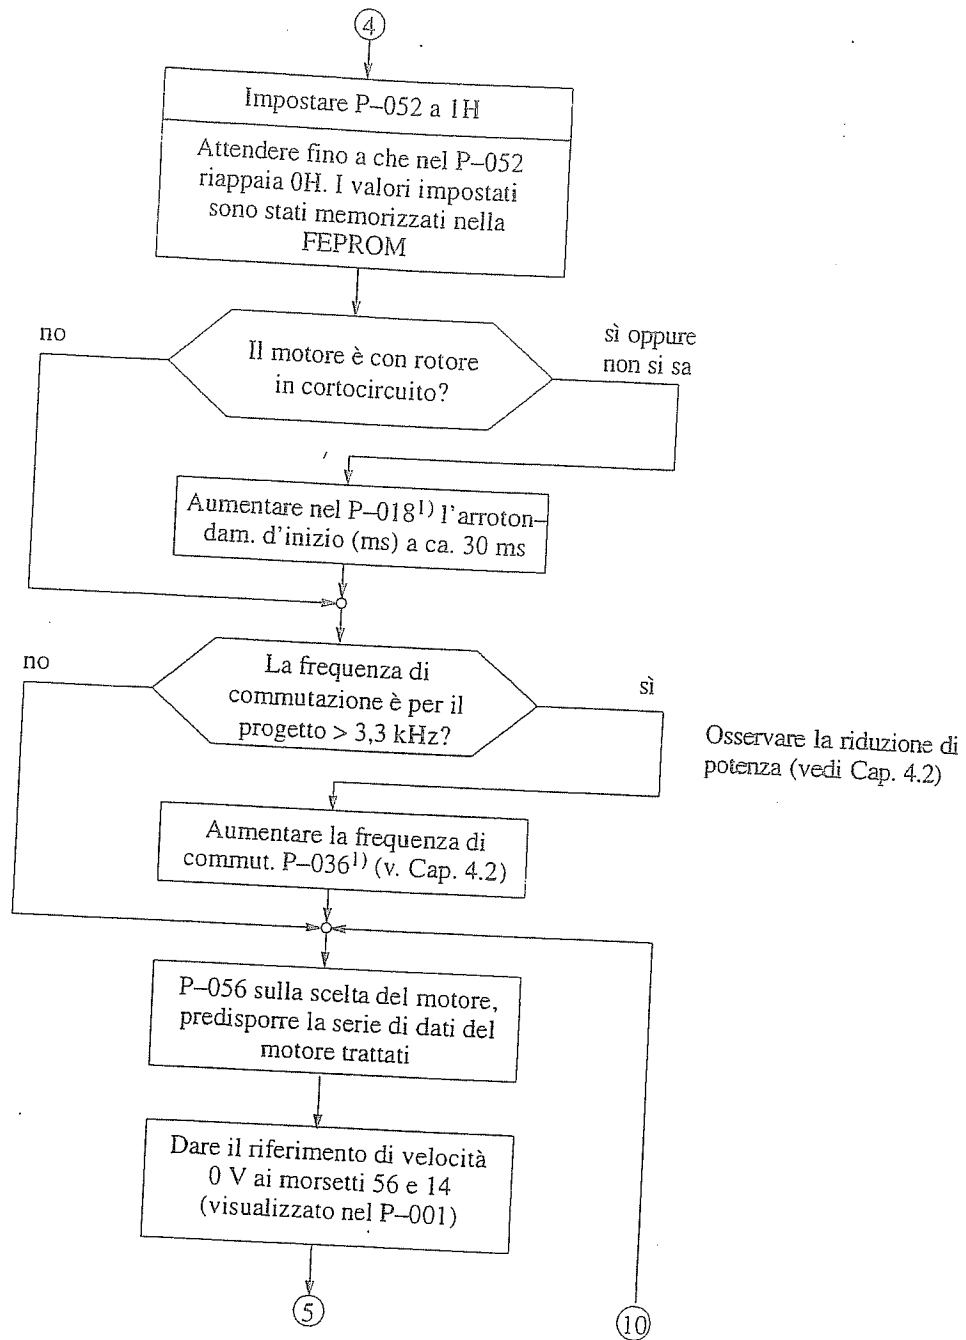 4
Impostare P–052 a 1H
Attendere fino a che nel P–052
riappaia 0H. I valori impostati
sono stati memorizzati nella
FEPROM
no
Il motore è con rotore
in cortocircuito?
sì oppure
non si sa
Aumentare nel P–018¹⁾ l'arroton–
dam. d'inizio (ms) a ca. 30 ms
no
La frequenza di
commutazione è per il
progetto > 3,3 kHz?
sì
Osservare la riduzione di
potenza (vedi Cap. 4.2)
Aumentare la frequenza di
commut. P–036¹⁾ (v. Cap. 4.2)
P–056 sulla scelta del motore,
predisporre la serie di dati del
motore trattati
Dare il riferimento di velocità
0 V ai morsetti 56 e 14
(visualizzato nel P–001)
5
10